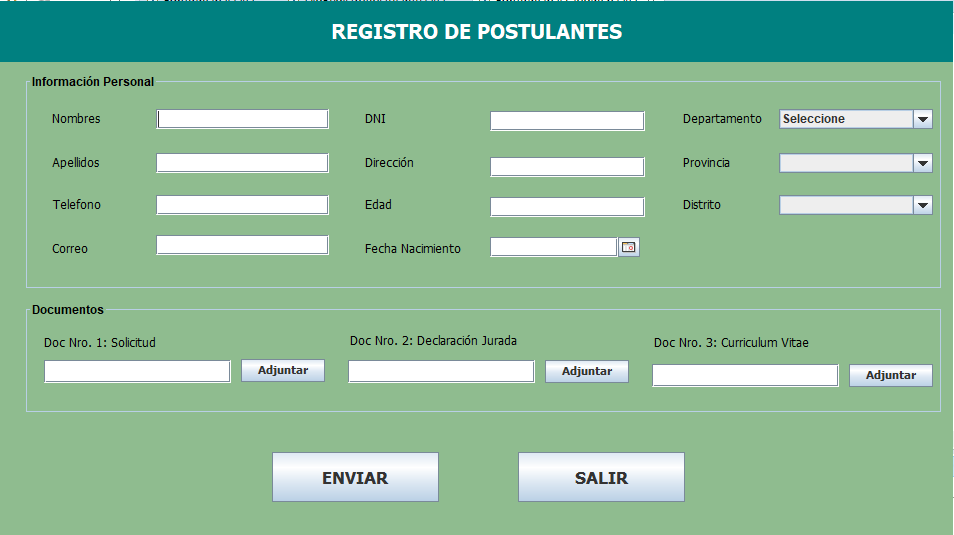 REGISTRO DE POSTULANTES
Información Personal
Nombres DNI Departamento Seleccione
Apellidos Dirección Provincia
Telefono Edad Distrito
Correo Fecha Nacimiento
Documentos
Doc Nro. 1: Solicitud Doc Nro. 2: Declaración Jurada Doc Nro. 3: Curriculum Vitae
Adjuntar Adjuntar Adjuntar
ENVIAR SALIR